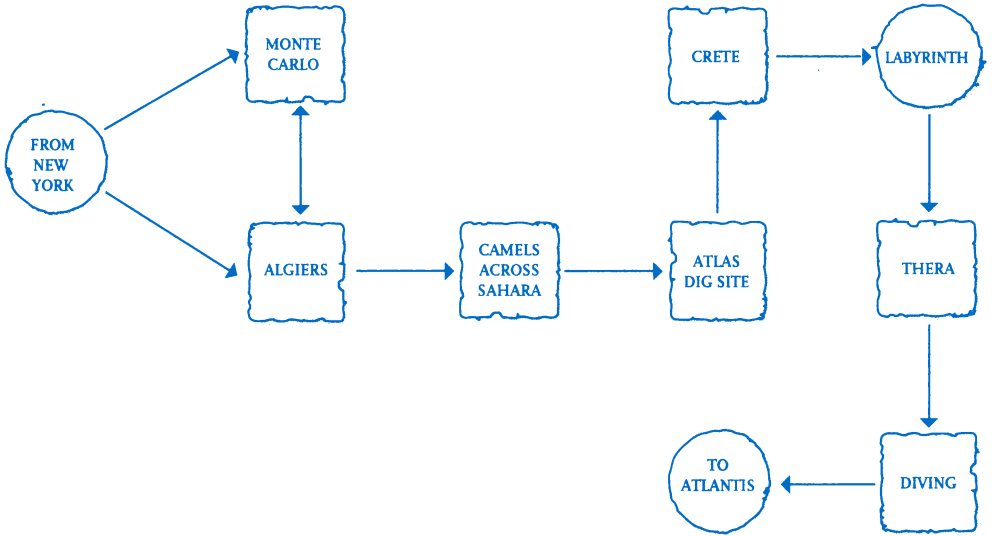 FROM
NEW
YORK
MONTE
CARLO
ALGIERS
CAMELS
ACROSS
SAHARA
ATLAS
DIG SITE
CRETE
LABYRINTH
THERA
DIVING
TO
ATLANTIS